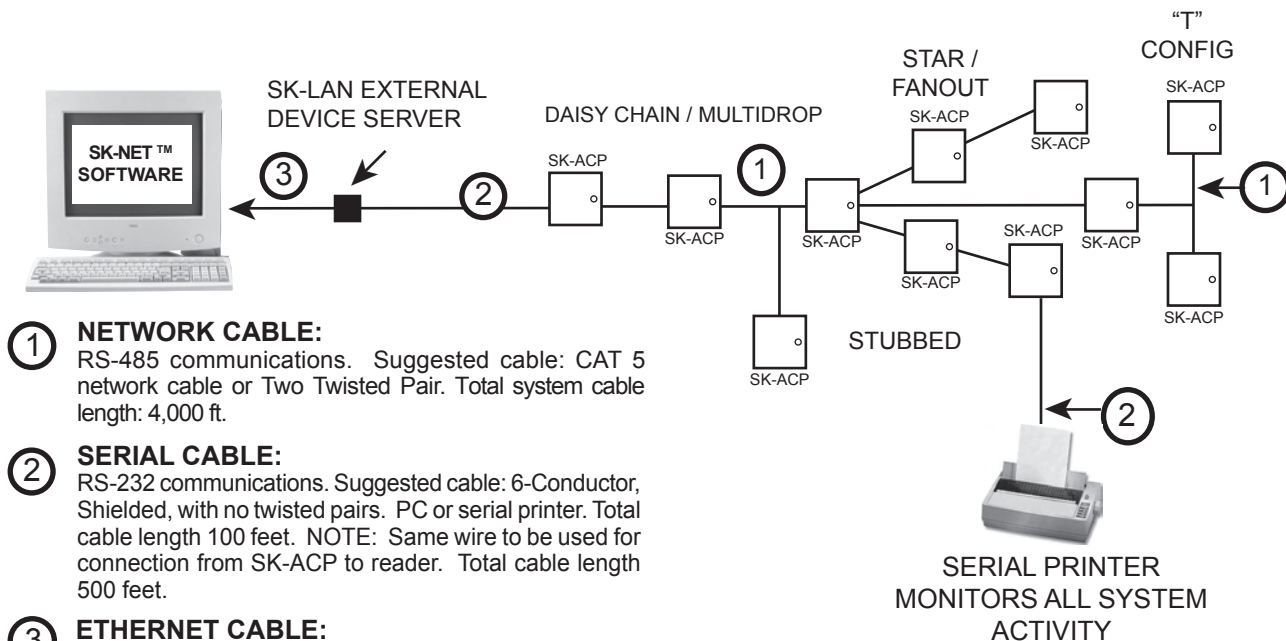 "T"
CONFIG
STAR /
FANOUT
SK-ACP
SK-LAN EXTERNAL
DEVICE SERVER
DAISY CHAIN / MULTIDROP
SK-ACP
SK-ACP
SK-NET ™
SOFTWARE
3
2
SK-ACP
1
1
SK-ACP
SK-ACP
SK-ACP
SK-ACP
SK-ACP
SK-ACP
SK-ACP
STUBBED
SK-ACP
2
SERIAL PRINTER
MONITORS ALL SYSTEM
ACTIVITY
1
NETWORK CABLE:
RS-485 communications. Suggested cable: CAT 5
network cable or Two Twisted Pair. Total system cable
length: 4,000 ft.
2
SERIAL CABLE:
RS-232 communications. Suggested cable: 6-Conductor,
Shielded, with no twisted pairs. PC or serial printer. Total
cable length 100 feet. NOTE: Same wire to be used for
connection from SK-ACP to reader. Total cable length
500 feet.
3
ETHERNET CABLE: